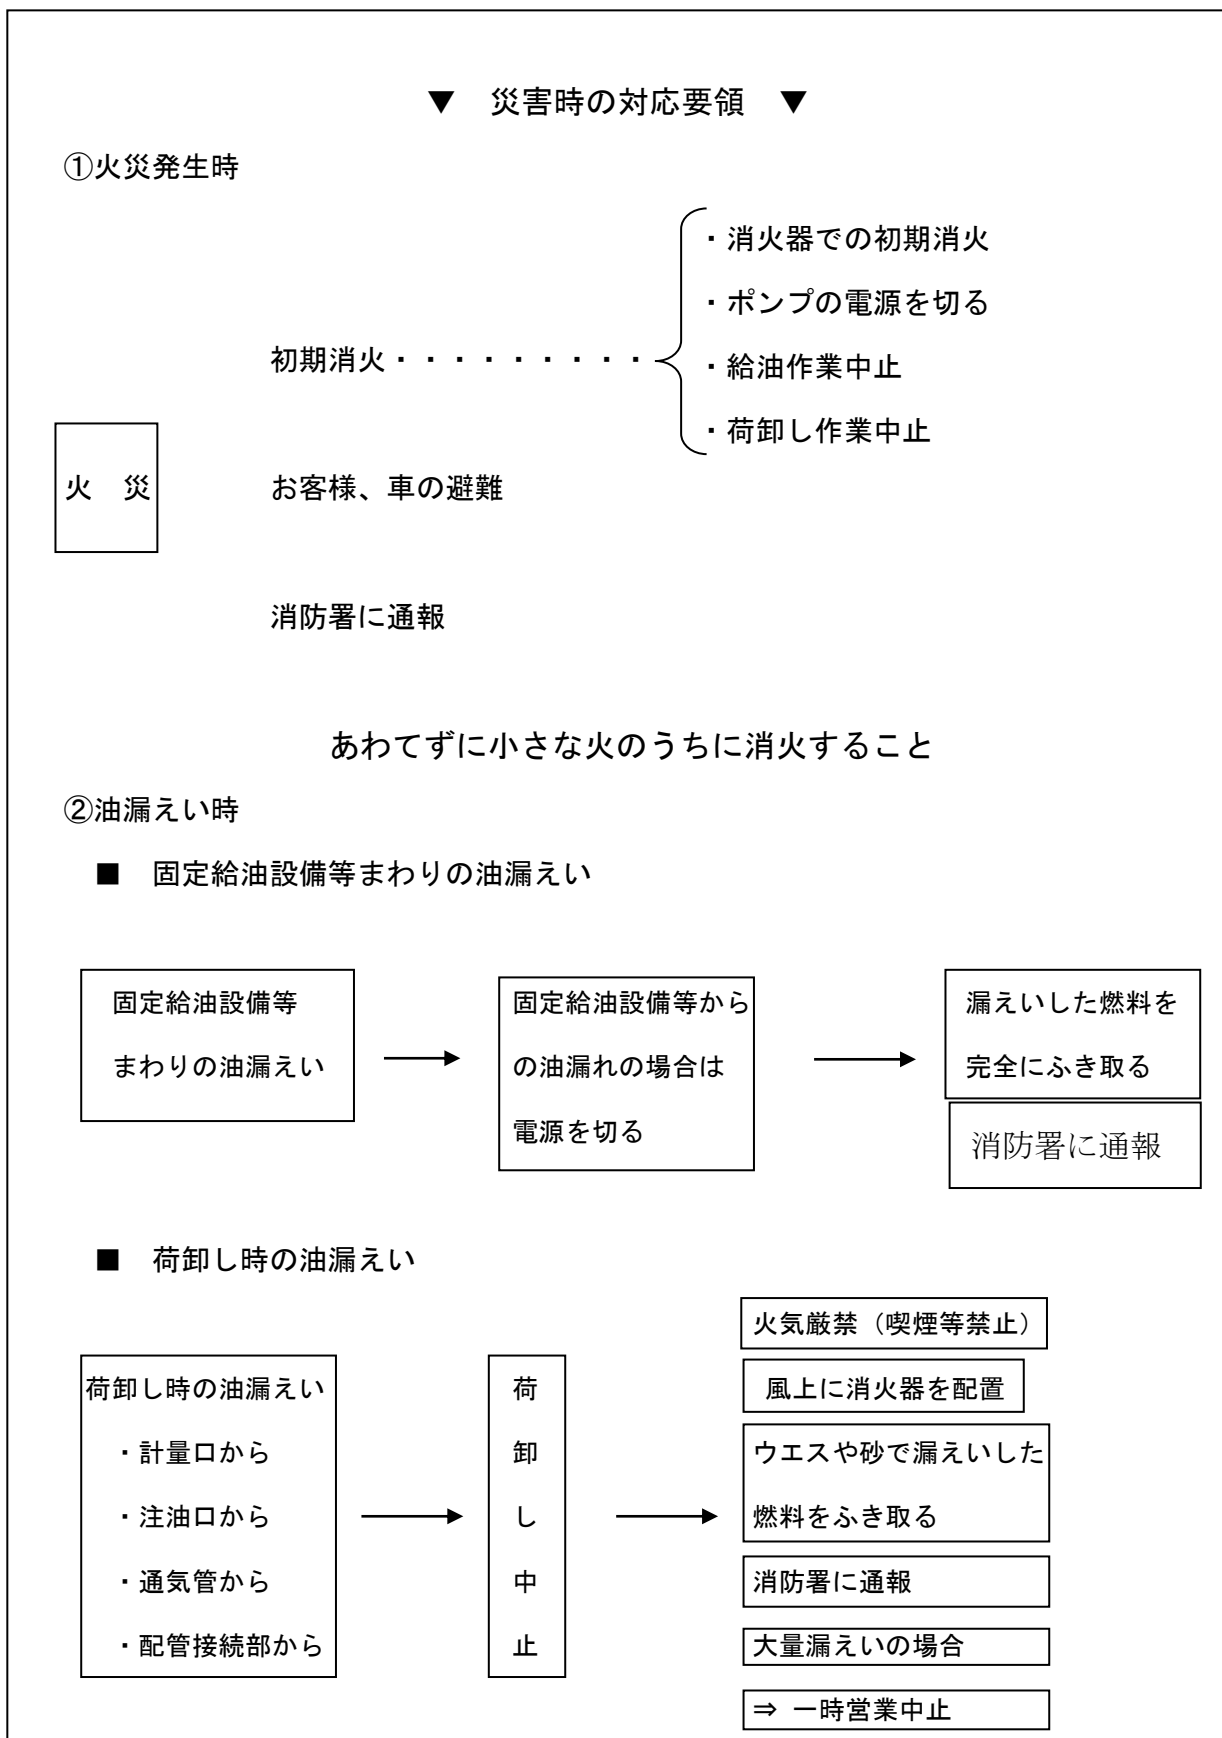 ▼　災害時の対応要領　▼
①火災発生時
・消火器での初期消火
・ポンプの電源を切る
初期消火・・・・・・・・・
・給油作業中止
・荷卸し作業中止
火　災
お客様、車の避難
消防署に通報
あわてずに小さな火のうちに消火すること
②油漏えい時
■　固定給油設備等まわりの油漏えい
固定給油設備等
まわりの油漏えい
固定給油設備等から
の油漏れの場合は
電源を切る
漏えいした燃料を
完全にふき取る
消防署に通報
■　荷卸し時の油漏えい
荷卸し時の油漏えい
・計量口から
・注油口から
・通気管から
・配管接続部から
荷
卸
し
中
止
火気厳禁（喫煙等禁止）
風上に消火器を配置
ウエスや砂で漏えいした
燃料をふき取る
消防署に通報
大量漏えいの場合
⇒ 一時営業中止